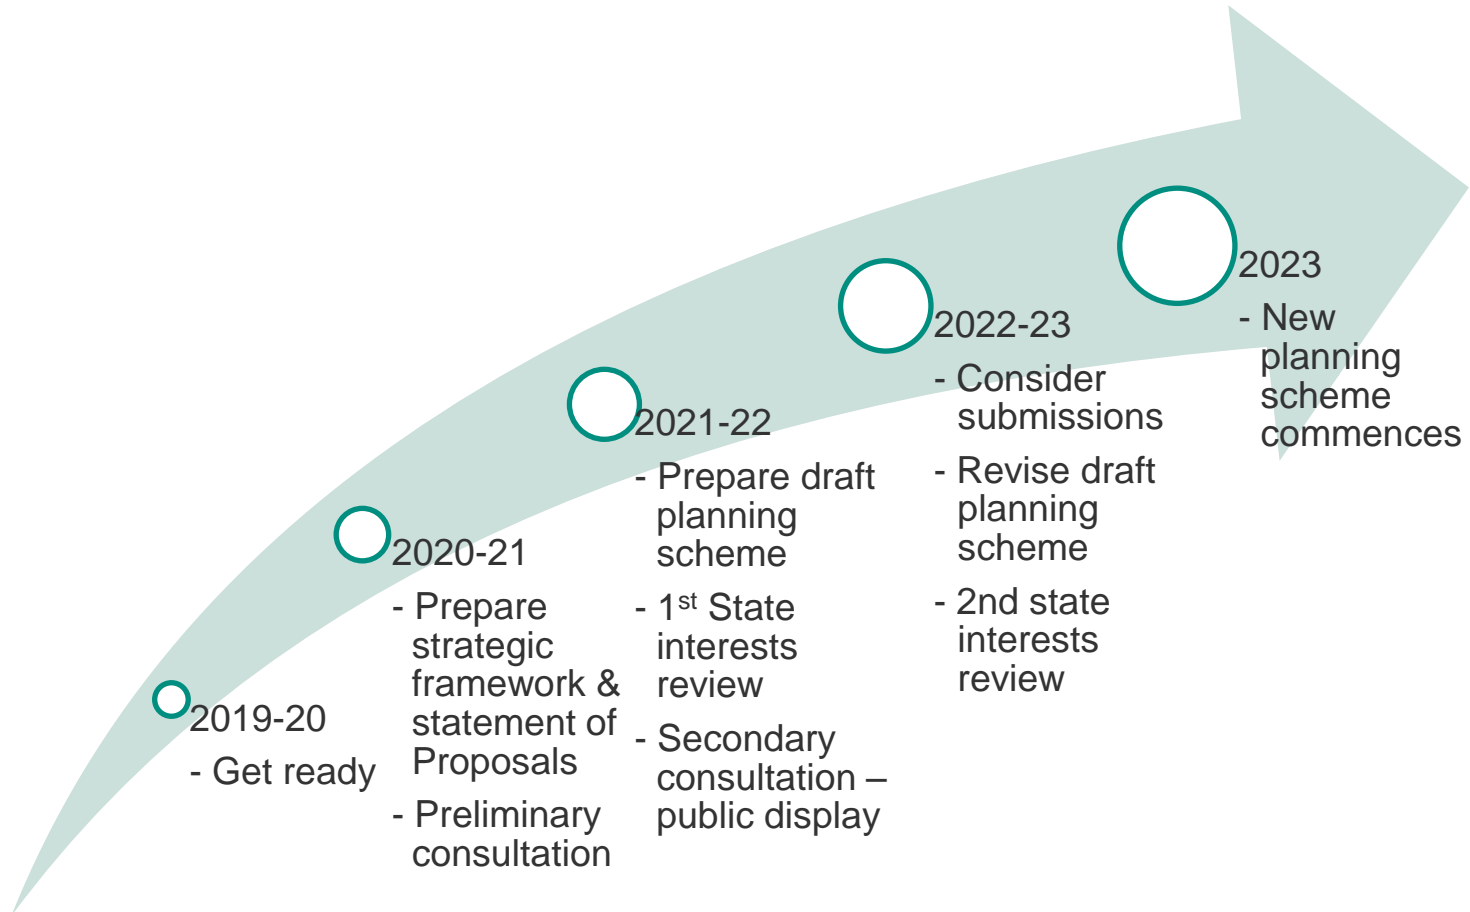 2019-20
- Get ready
2020-21
- Prepare
strategic
framework &
statement of
Proposals
- Preliminary
consultation
2021-22
- Prepare draft
planning
scheme
- 1st State
interests
review
- Secondary
consultation –
public display
2022-23
- Consider
submissions
- Revise draft
planning
scheme
- 2nd state
interests
review
2023
- New
planning
scheme
commences